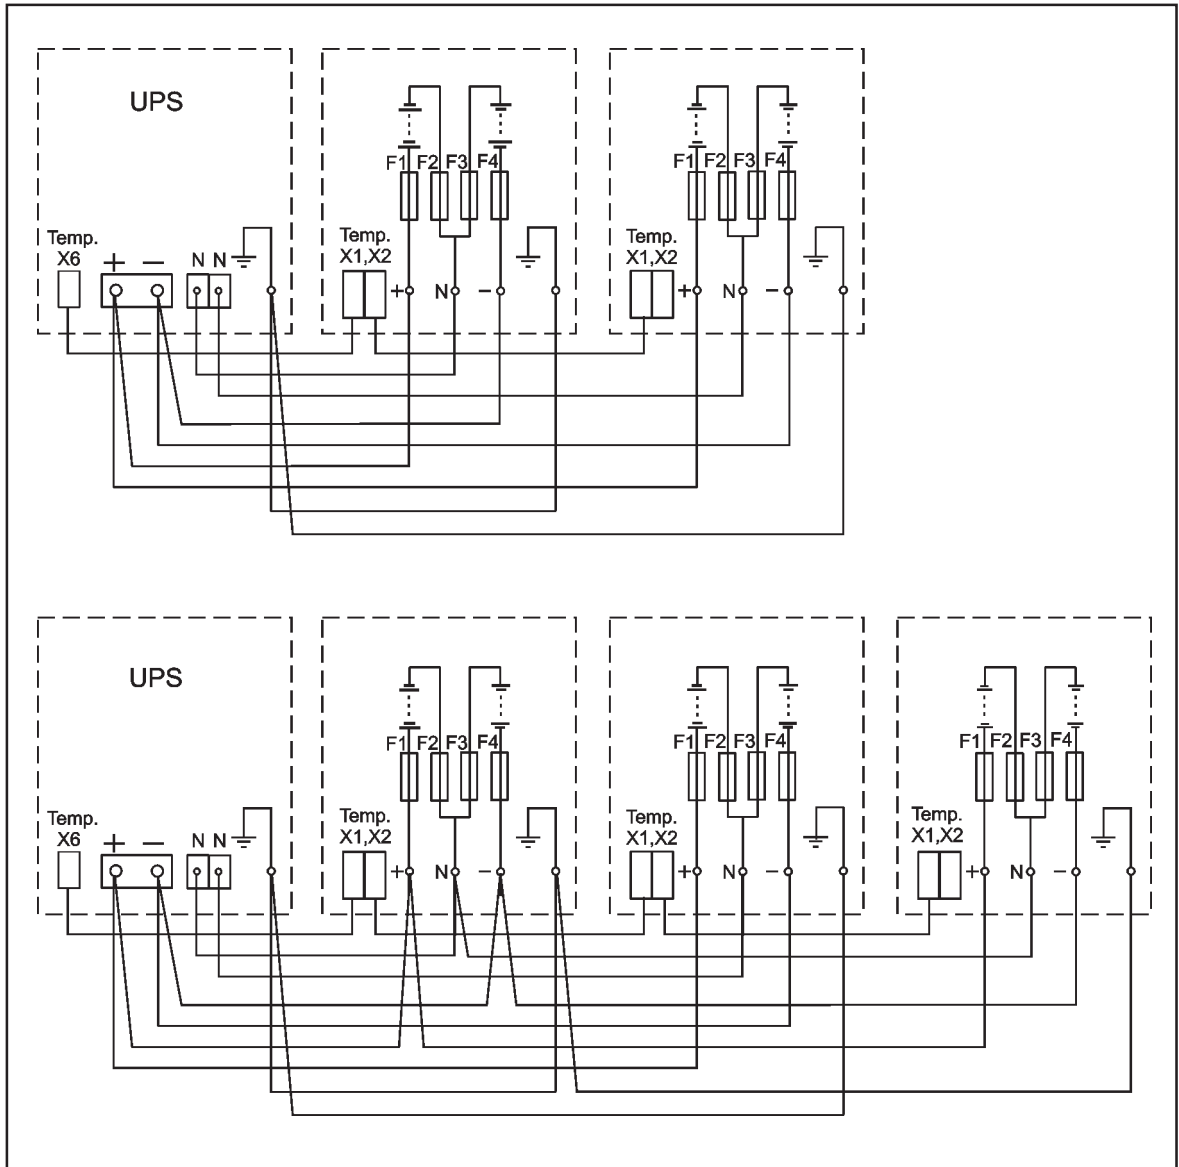 UPS
F1 F2 F3 F4
F1 F2 F3 F4
Temp.
X6
+ — N N
Temp.
X1,X2
+ N -
Temp.
X1,X2
+ N -
UPS
F1 F2 F3 F4
F1 F2 F3 F4
F1 F2 F3 F4
Temp.
X6
+ — N N
Temp.
X1,X2
+ N -
Temp.
X1,X2
+ N -
Temp.
X1,X2
+ N -